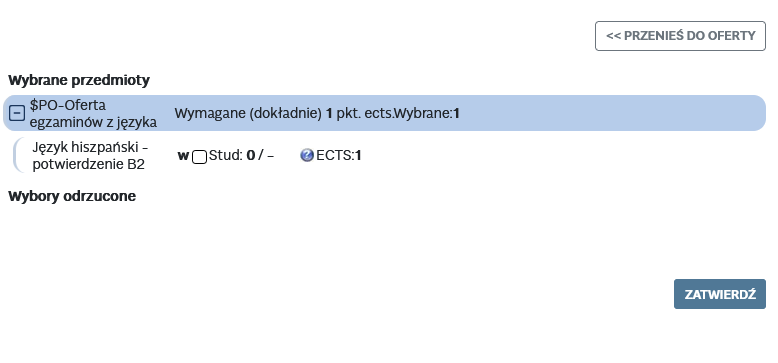 << PRZENIEŚ DO OFERTY
Wybrane przedmioty
$PO-Oferta
egzaminów z języka
Wymagane (dokładnie) 1 pkt. ects.Wybrane:1
Język hiszpański -
potwierdzenie B2
w Stud: 0 / - ? ECTS:1
Wybory odrzucone
ZATWIERDŹ